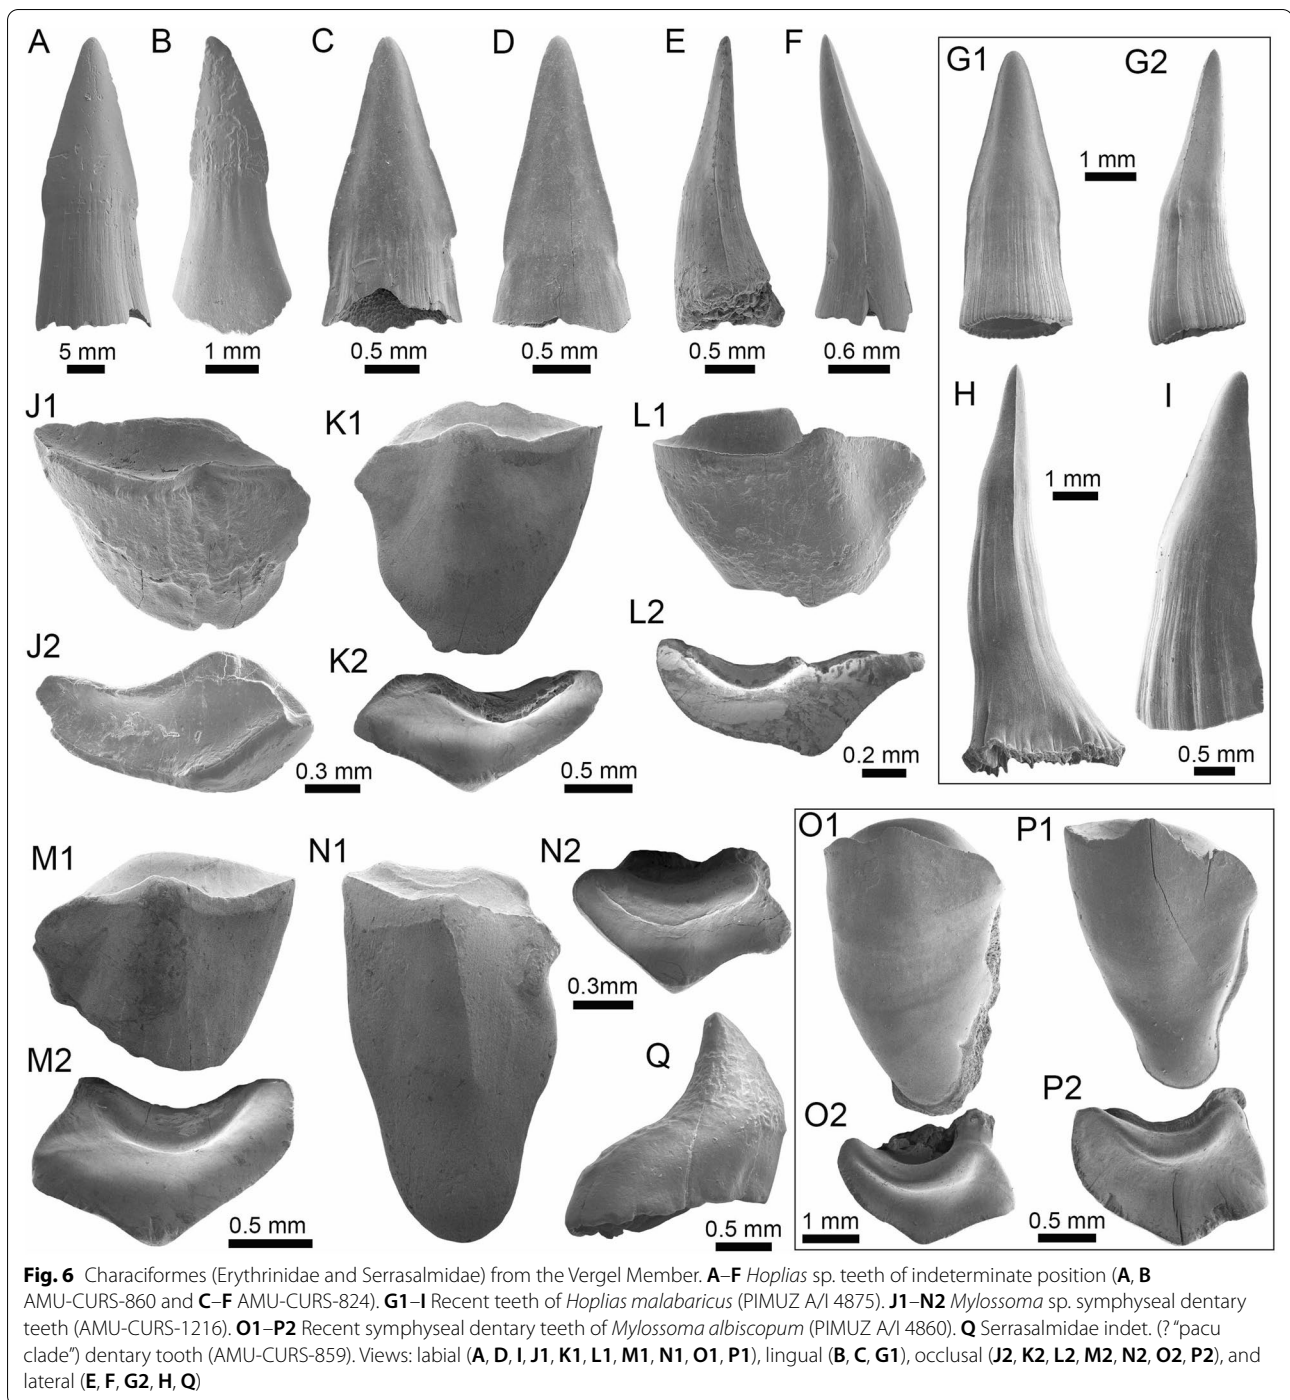 A B C D E F G1 G2
1 mm
5 mm 1 mm 0.5 mm 0.5 mm 0.5 mm 0.6 mm
H I
1 mm
0.5 mm
J1 K1 L1
J2 K2 L2
0.3 mm 0.5 mm 0.2 mm
M1 N1 N2 O1 P1
0.3mm
M2 Q O2 P2
0.5 mm 0.5 mm 1 mm 0.5 mm
Fig. 6 Characiformes (Erythrinidae and Serrasalmidae) from the Vergel Member. A–F Hoplias sp. teeth of indeterminate position (A, B
AMU-CURS-860 and C–F AMU-CURS-824). G1–I Recent teeth of Hoplias malabaricus (PIMUZ A/I 4875). J1–N2 Mylossoma sp. symphyseal dentary
teeth (AMU-CURS-1216). O1–P2 Recent symphyseal dentary teeth of Mylossoma albiscopum (PIMUZ A/I 4860). Q Serrasalmidae indet. (? “pacu
clade”) dentary tooth (AMU-CURS-859). Views: labial (A, D, I, J1, K1, L1, M1, N1, O1, P1), lingual (B, C, G1), occlusal (J2, K2, L2, M2, N2, O2, P2), and
lateral (E, F, G2, H, Q)